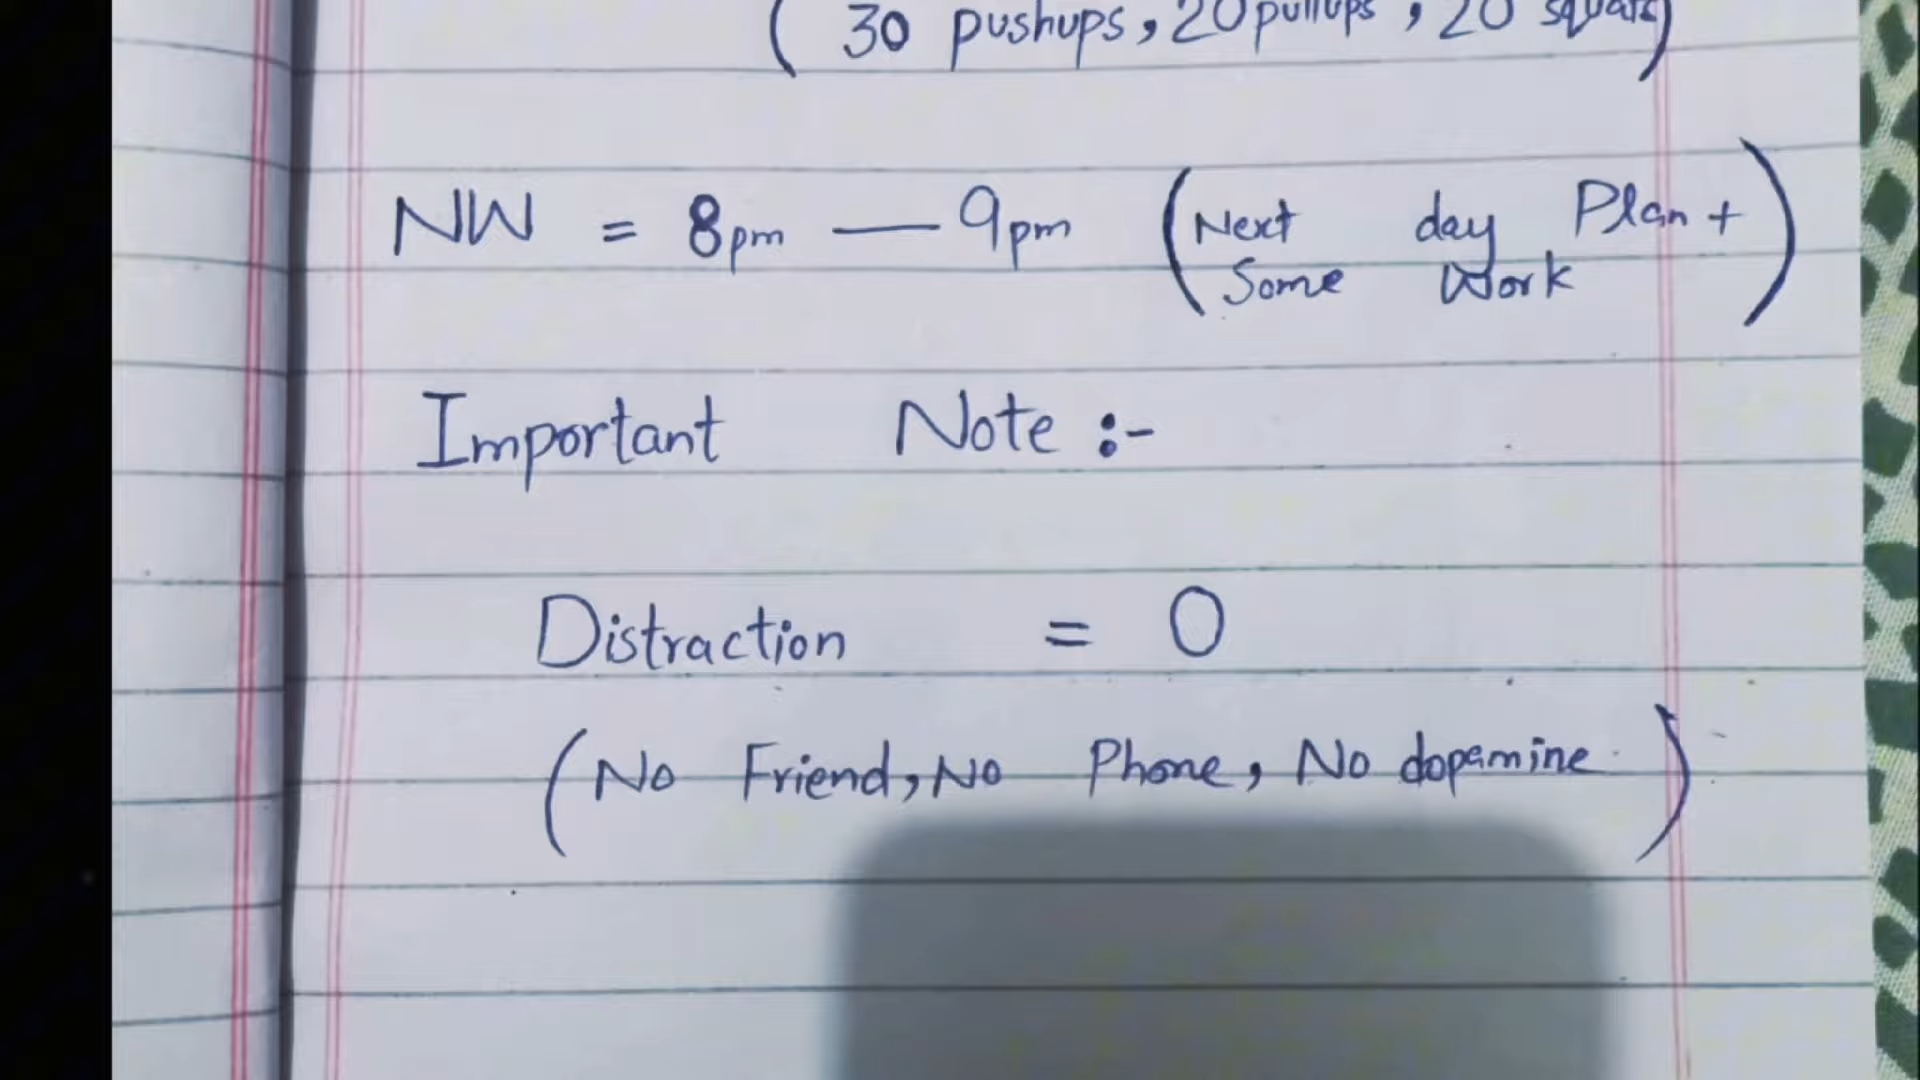 ( 30 pushups, 20 pullups, 20 squats)
NW = 8pm — 9pm (Next day Plan +
Some Work)
Important Note :-
Distraction = 0
(No Friend, No Phone, No dopamine.)